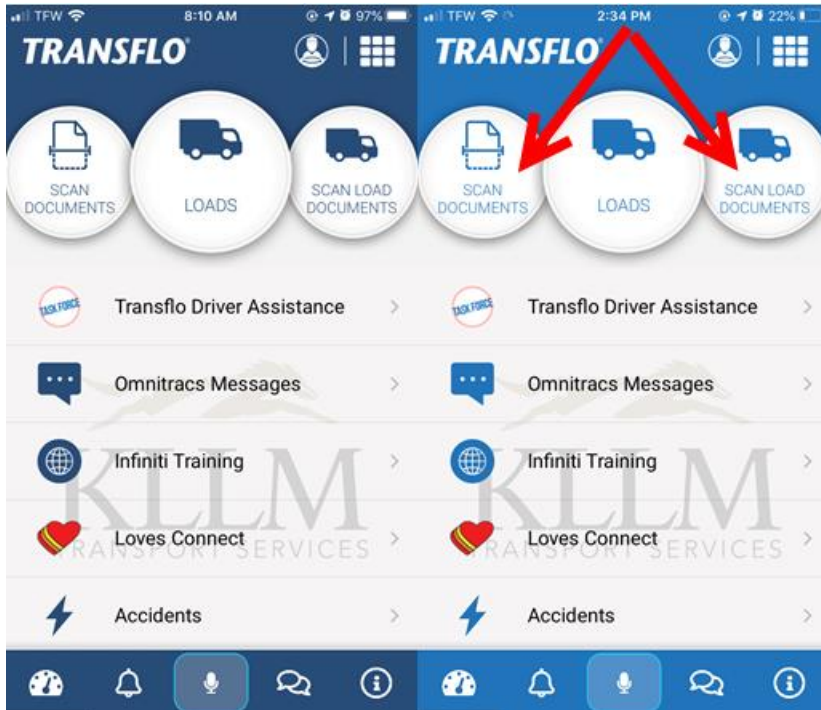 TFW 8:10 AM 97%
TRANSFLO
SCAN
DOCUMENTS
LOADS
SCAN LOAD
DOCUMENTS
TASK FORCE
Transflo Driver Assistance
Omnitracs Messages
Infiniti Training
Loves Connect
Accidents
KLLM
TRANSPORT SERVICES
TFW 2:34 PM 22%
TRANSFLO
SCAN
DOCUMENTS
LOADS
SCAN LOAD
DOCUMENTS
TASK FORCE
Transflo Driver Assistance
Omnitracs Messages
Infiniti Training
Loves Connect
Accidents
KLLM
TRANSPORT SERVICES